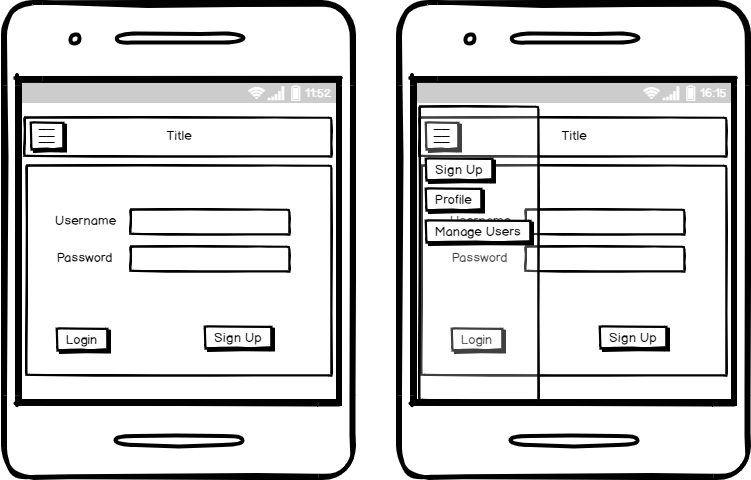 11:52
Title
Username
Password
Login Sign Up
16:15
Title
Sign Up
Profile
Username
Manage Users
Password
Login Sign Up